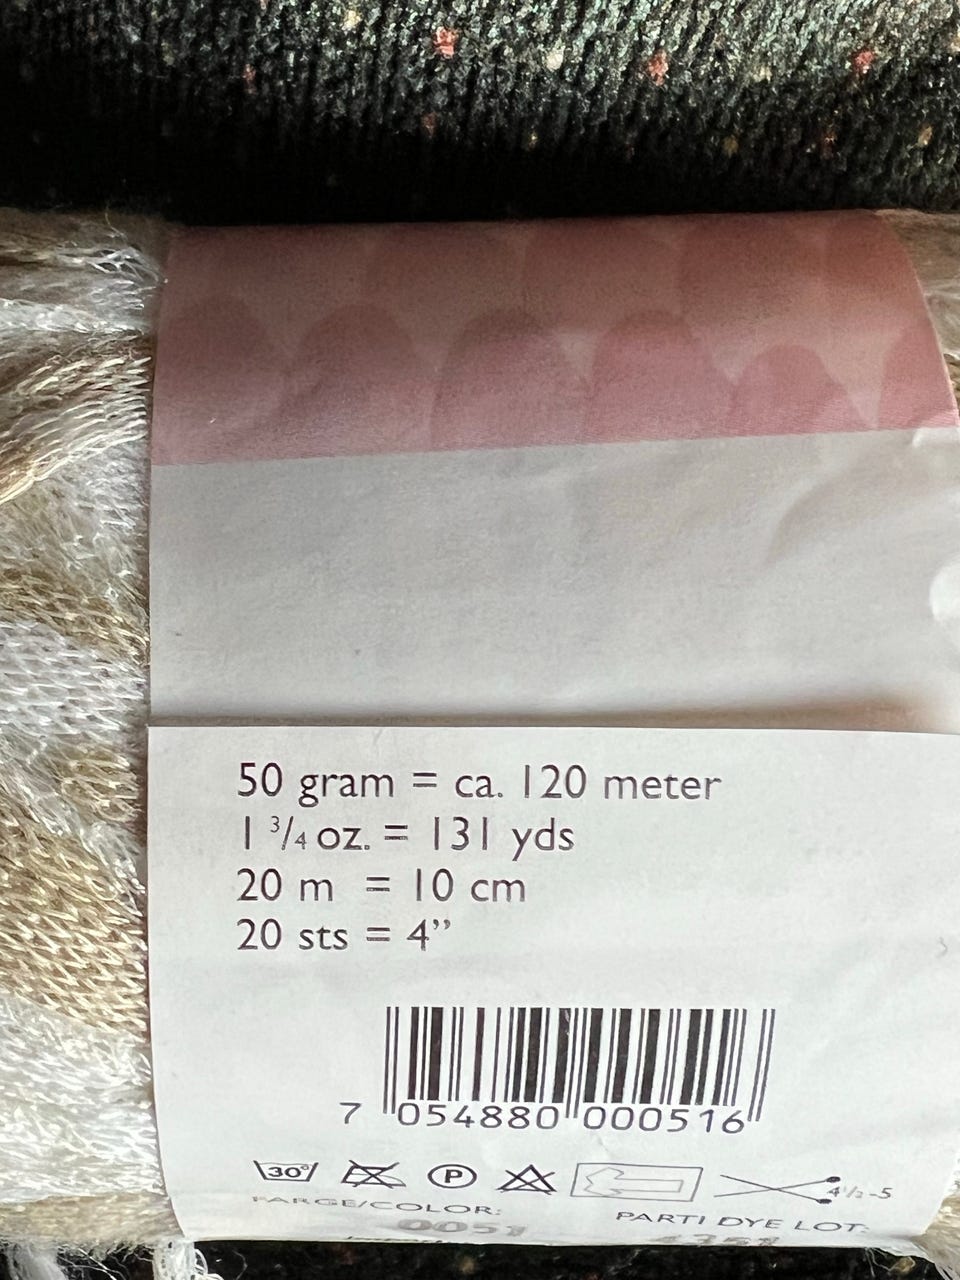 50 gram = ca. 120 meter
1 3/4 oz. = 131 yds
20 m = 10 cm
20 sts = 4”
7 054880 000516
30° P 4 1/2 -5
FARGE/COLOR: PARTI DYE LOT:
0051